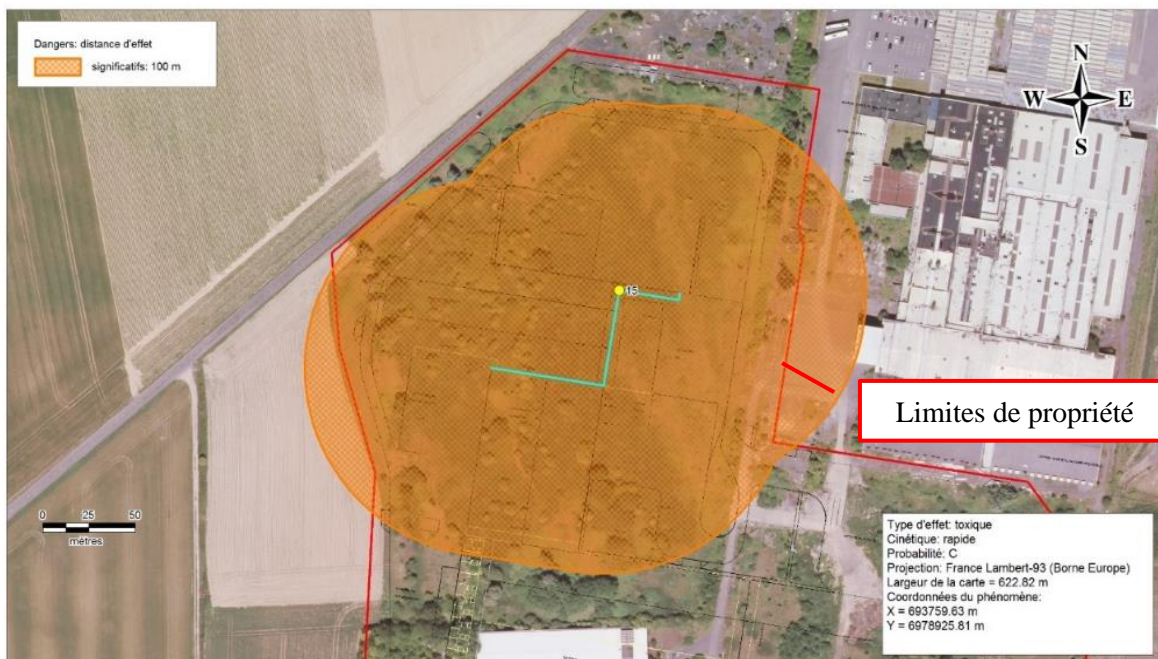 Dangers: distance d'effet
significatifs: 100 m
N
W E
S
15
Limites de propriété
0 25 50
mètres
Type d'effet: toxique
Cinétique: rapide
Probabilité: C
Projection: France Lambert-93 (Borne Europe)
Largeur de la carte = 622.82 m
Coordonnées du phénomène:
X = 693759.63 m
Y = 6978925.81 m